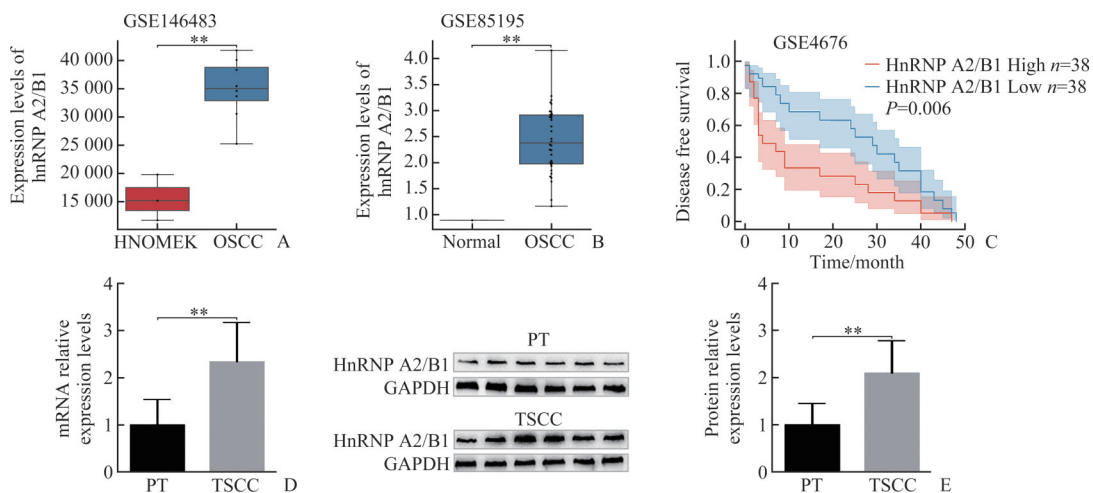 GSE146483
**
Expression levels of
hnRNP A2/B1
40 000
35 000
30 000
25 000
20 000
15 000
HNOMEK
OSCC
A
GSE85195
**
Expression levels of
hnRNP A2/B1
4.0
3.5
3.0
2.5
2.0
1.5
1.0
Normal
OSCC
B
GSE4676
HnRNP A2/B1 High n=38
HnRNP A2/B1 Low n=38
P=0.006
Disease free survival
1.0
0.8
0.6
0.4
0.2
0
0
10
20
30
40
50
C
Time/month
mRNA relative
expression levels
4
3
2
1
0
**
PT
TSCC
D
PT
HnRNP A2/B1
GAPDH
TSCC
HnRNP A2/B1
GAPDH
Protein relative
expression levels
4
3
2
1
0
**
PT
TSCC
E